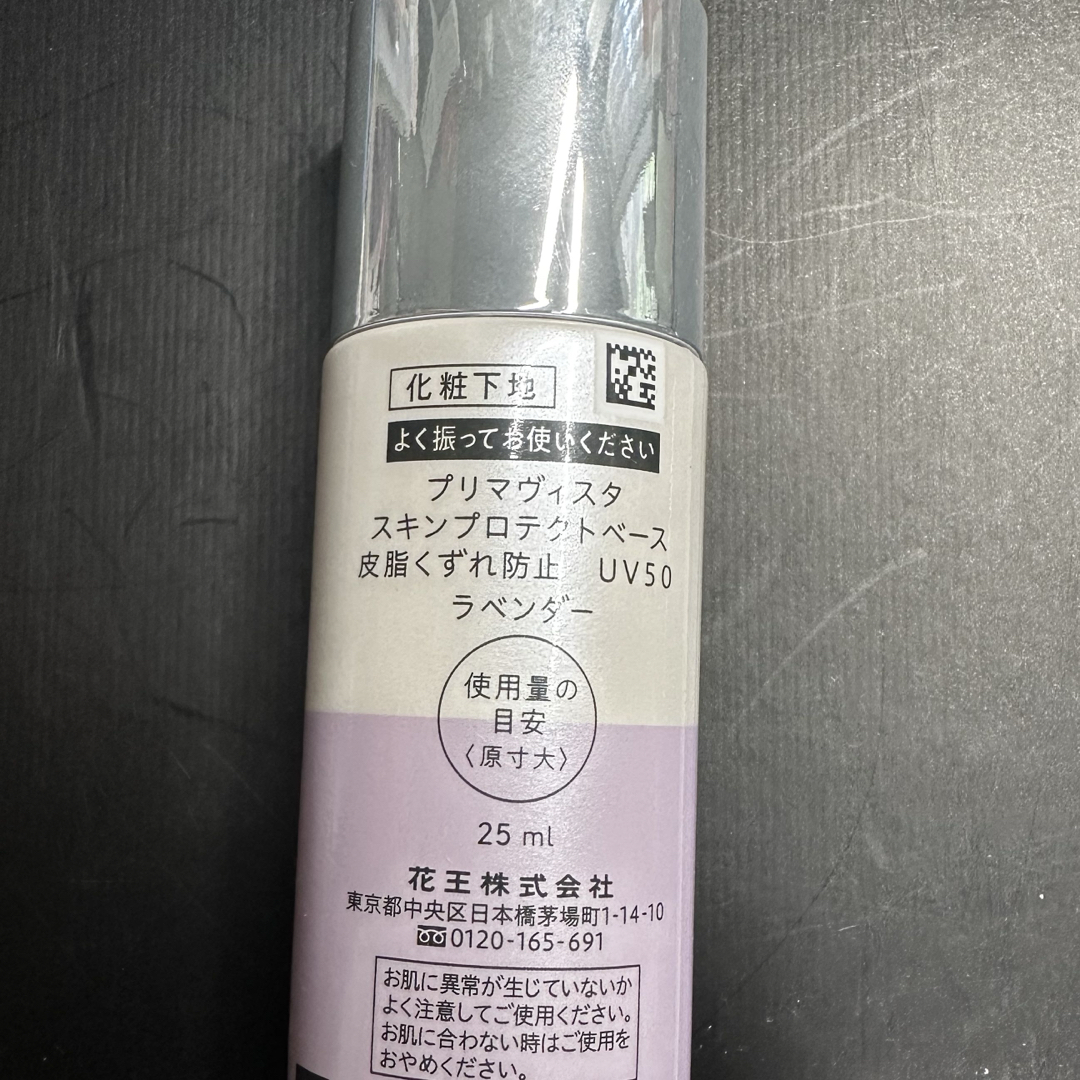 化粧下地
よく振ってお使いください
プリマヴィスタ
スキンプロテクトベース
皮脂くずれ防止 UV50
ラベンダー
使用量の
目安
〈原寸大〉
25 ml
花王株式会社
東京都中央区日本橋茅場町1-14-10
0120-165-691
お肌に異常が生じていないか
よく注意してご使用ください。
お肌に合わない時はご使用を
おやめください。